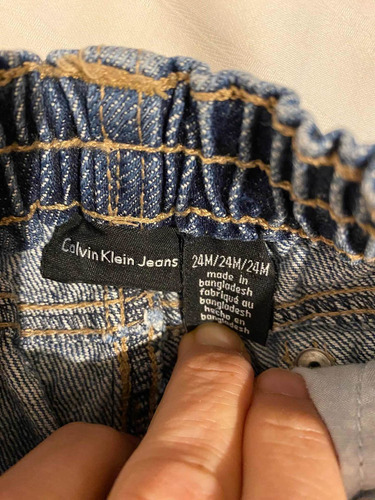 Calvin Klein Jeans
24M/24M/24M
made in
bangladesh
fabriqué au
bangladesh
hecho en
bangladesh